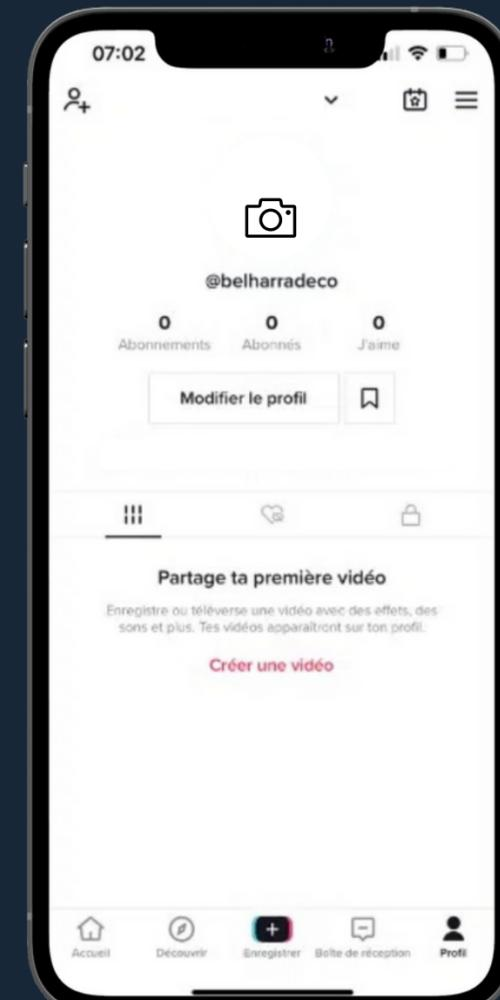 07:02
@belharradeco
0 0 0
Abonnements Abonnés J'aime
Modifier le profil
Partage ta première vidéo
Enregistre ou téléverse une vidéo avec des effets, des
sons et plus. Tes vidéos apparaîtront sur ton profil.
Créer une vidéo
Accueil Découvrir Enregistrer Boîte de réception Profil